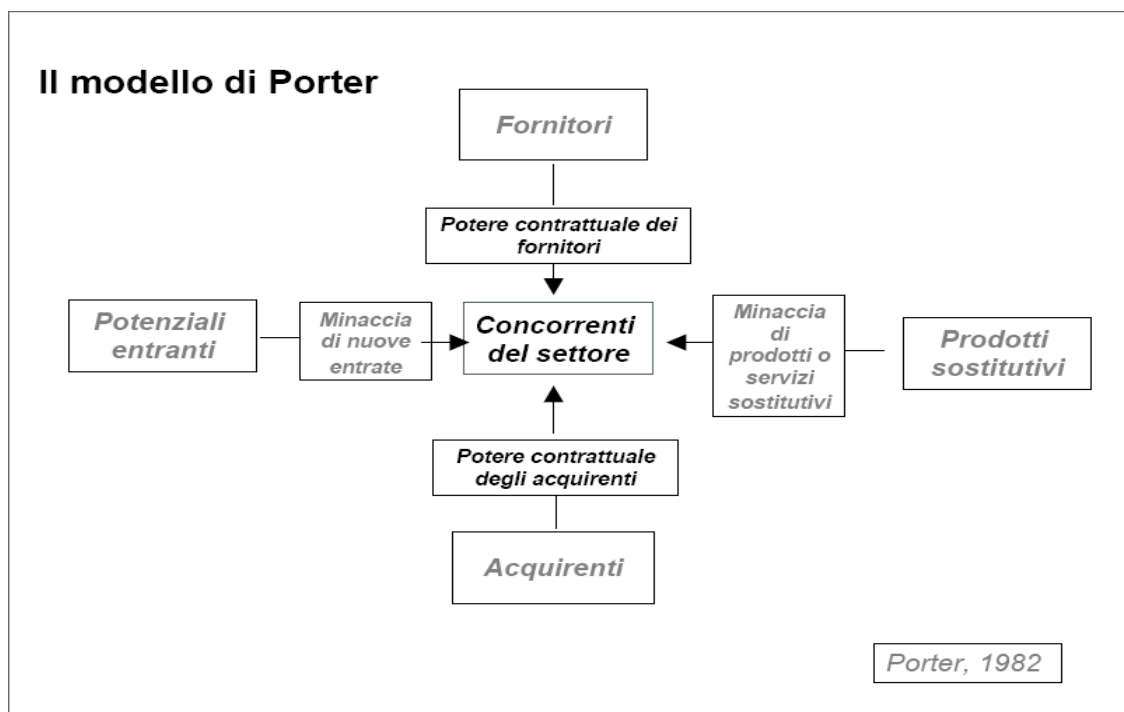 Il modello di Porter
Fornitori
Potere contrattuale dei
fornitori
Potenziali
entranti
Minaccia
di nuove
entrate
Concorrenti
del settore
Minaccia
di
prodotti o
servizi
sostitutivi
Prodotti
sostitutivi
Potere contrattuale
degli acquirenti
Acquirenti
Porter, 1982